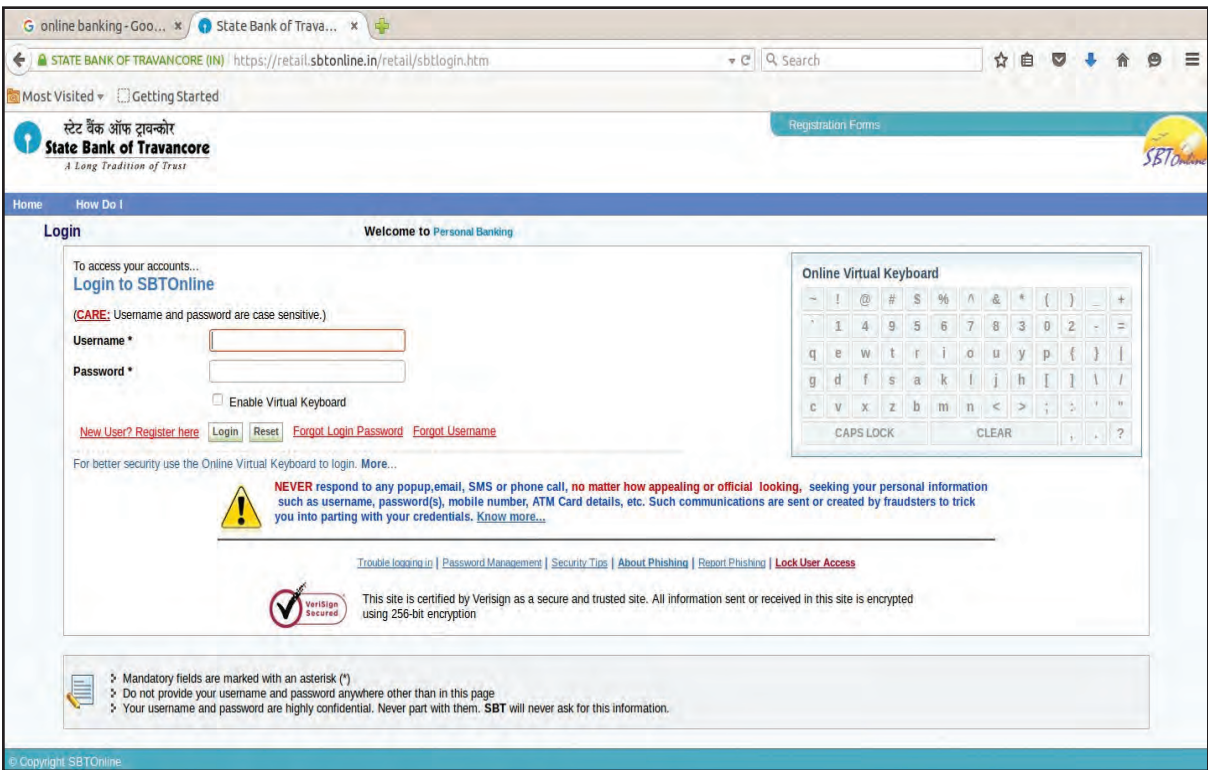 G online banking - Goo... × State Bank of Trava... ×
STATE BANK OF TRAVANCORE (IN) https://retail.sbtonline.in/retail/sbtlogin.htm Search
Most Visited Getting Started
स्टेट बैंक ऑफ ट्रावन्कोर
State Bank of Travancore
A Long Tradition of Trust
Registration Forms
SBTOnline
Home How Do I
Login Welcome to Personal Banking
To access your accounts...
Login to SBTOnline
(CARE: Username and password are case sensitive.)
Username *
Password *
Enable Virtual Keyboard
New User? Register here Login Reset Forgot Login Password Forgot Username
For better security use the Online Virtual Keyboard to login. More...
Online Virtual Keyboard
~ ! @ # $ % ^ & * ( ) _ +
` 1 4 9 5 6 7 8 3 0 2 - =
q e w t r i o u y p { } |
g d f s a k l j h [ ] \ /
c v x z b m n < > ; : ' "
CAPS LOCK CLEAR , . ?
NEVER respond to any popup,email, SMS or phone call, no matter how appealing or official looking, seeking your personal information
such as username, password(s), mobile number, ATM Card details, etc. Such communications are sent or created by fraudsters to trick
you into parting with your credentials. Know more...
Trouble logging in | Password Management | Security Tips | About Phishing | Report Phishing | Lock User Access
VeriSign
Secured
This site is certified by Verisign as a secure and trusted site. All information sent or received in this site is encrypted
using 256-bit encryption
Mandatory fields are marked with an asterisk (*)
Do not provide your username and password anywhere other than in this page
Your username and password are highly confidential. Never part with them. SBT will never ask for this information.
© Copyright SBTOnline